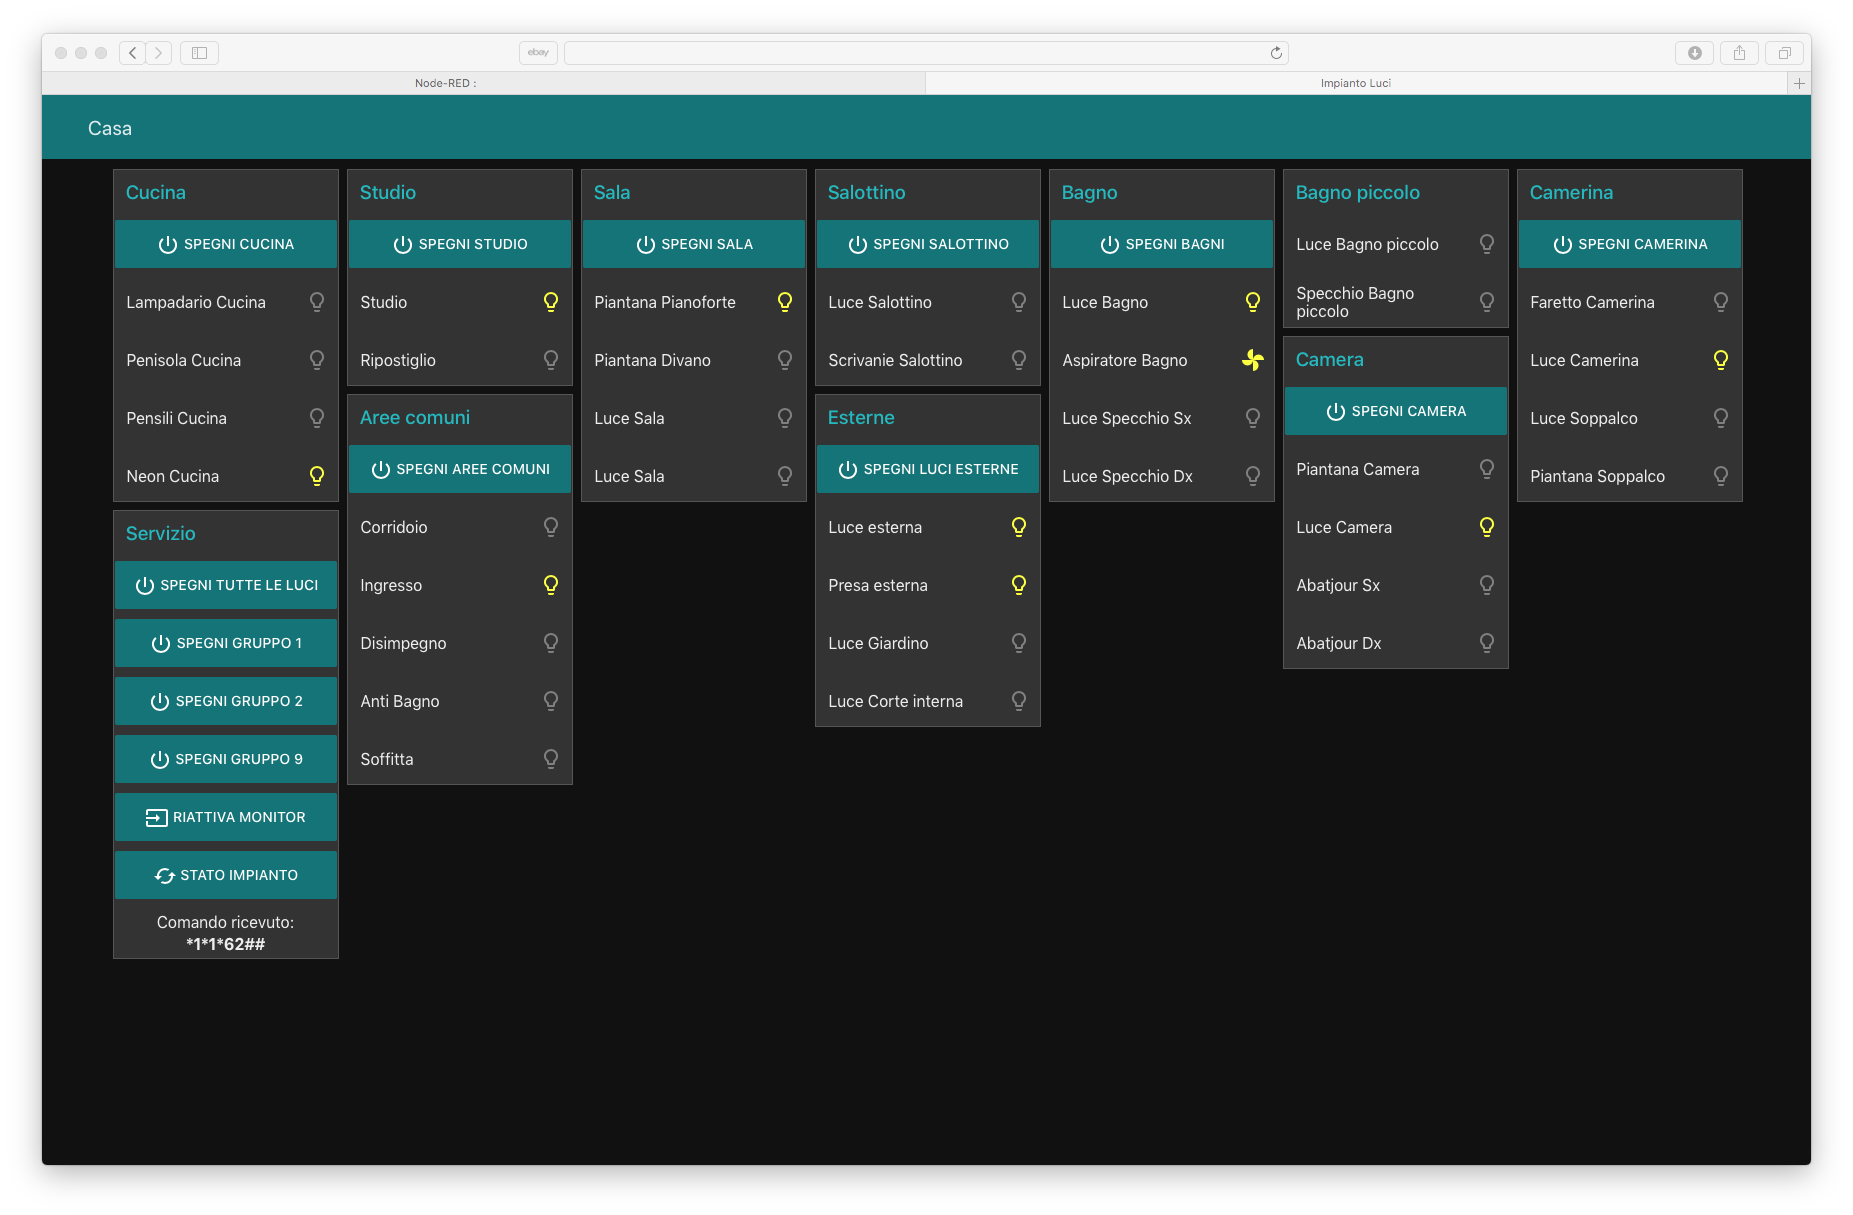 ebay
Node-RED :
Impianto Luci
Casa
Cucina
SPEGNI CUCINA
Lampadario Cucina
Penisola Cucina
Pensili Cucina
Neon Cucina
Servizio
SPEGNI TUTTE LE LUCI
SPEGNI GRUPPO 1
SPEGNI GRUPPO 2
SPEGNI GRUPPO 9
RIATTIVA MONITOR
STATO IMPIANTO
Comando ricevuto:
*1*1*62##
Studio
SPEGNI STUDIO
Studio
Ripostiglio
Aree comuni
SPEGNI AREE COMUNI
Corridoio
Ingresso
Disimpegno
Anti Bagno
Soffitta
Sala
SPEGNI SALA
Piantana Pianoforte
Piantana Divano
Luce Sala
Luce Sala
Salottino
SPEGNI SALOTTINO
Luce Salottino
Scrivanie Salottino
Esterne
SPEGNI LUCI ESTERNE
Luce esterna
Presa esterna
Luce Giardino
Luce Corte interna
Bagno
SPEGNI BAGNI
Luce Bagno
Aspiratore Bagno
Luce Specchio Sx
Luce Specchio Dx
Bagno piccolo
Luce Bagno piccolo
Specchio Bagno
piccolo
Camera
SPEGNI CAMERA
Piantana Camera
Luce Camera
Abatjour Sx
Abatjour Dx
Camerina
SPEGNI CAMERINA
Faretto Camerina
Luce Camerina
Luce Soppalco
Piantana Soppalco